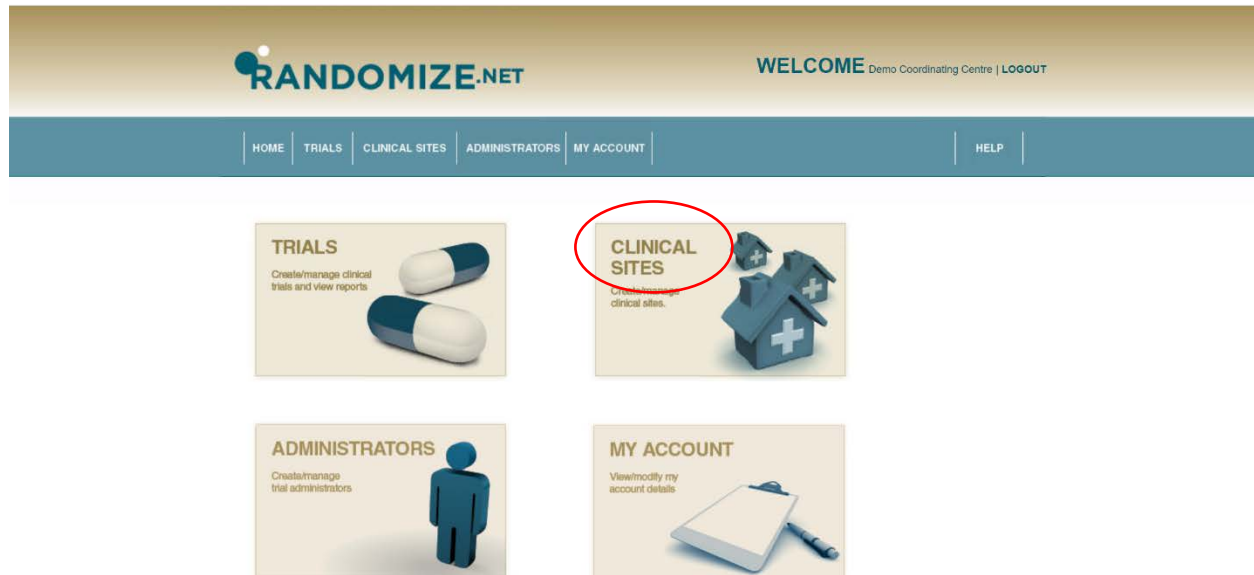 RANDOMIZE.NET
WELCOME Demo Coordinating Centre | LOGOUT
HOME TRIALS CLINICAL SITES ADMINISTRATORS MY ACCOUNT HELP
TRIALS
Create/manage clinical
trials and view reports
CLINICAL
SITES
Create/manage
clinical sites.
ADMINISTRATORS
Create/manage
trial administrators
MY ACCOUNT
View/modify my
account details